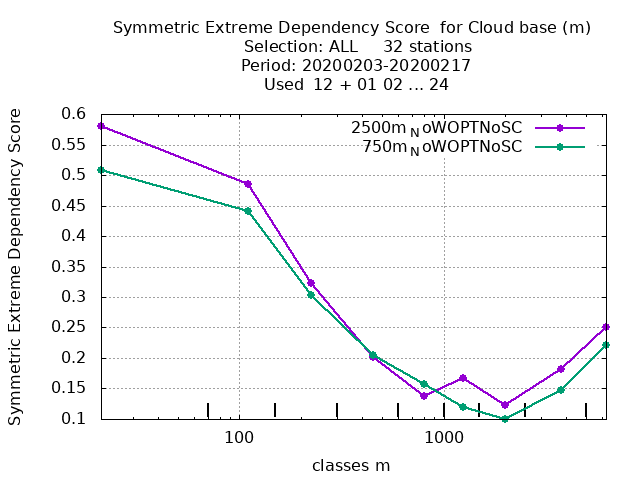 Symmetric Extreme Dependency Score for Cloud base (m)
Selection: ALL 32 stations
Period: 20200203-20200217
Used 12 + 01 02 ... 24
Symmetric Extreme Dependency Score
0.6
0.55
0.5
0.45
0.4
0.35
0.3
0.25
0.2
0.15
0.1
2500mNoWOPTNoSC
750mNoWOPTNoSC
100
1000
classes m